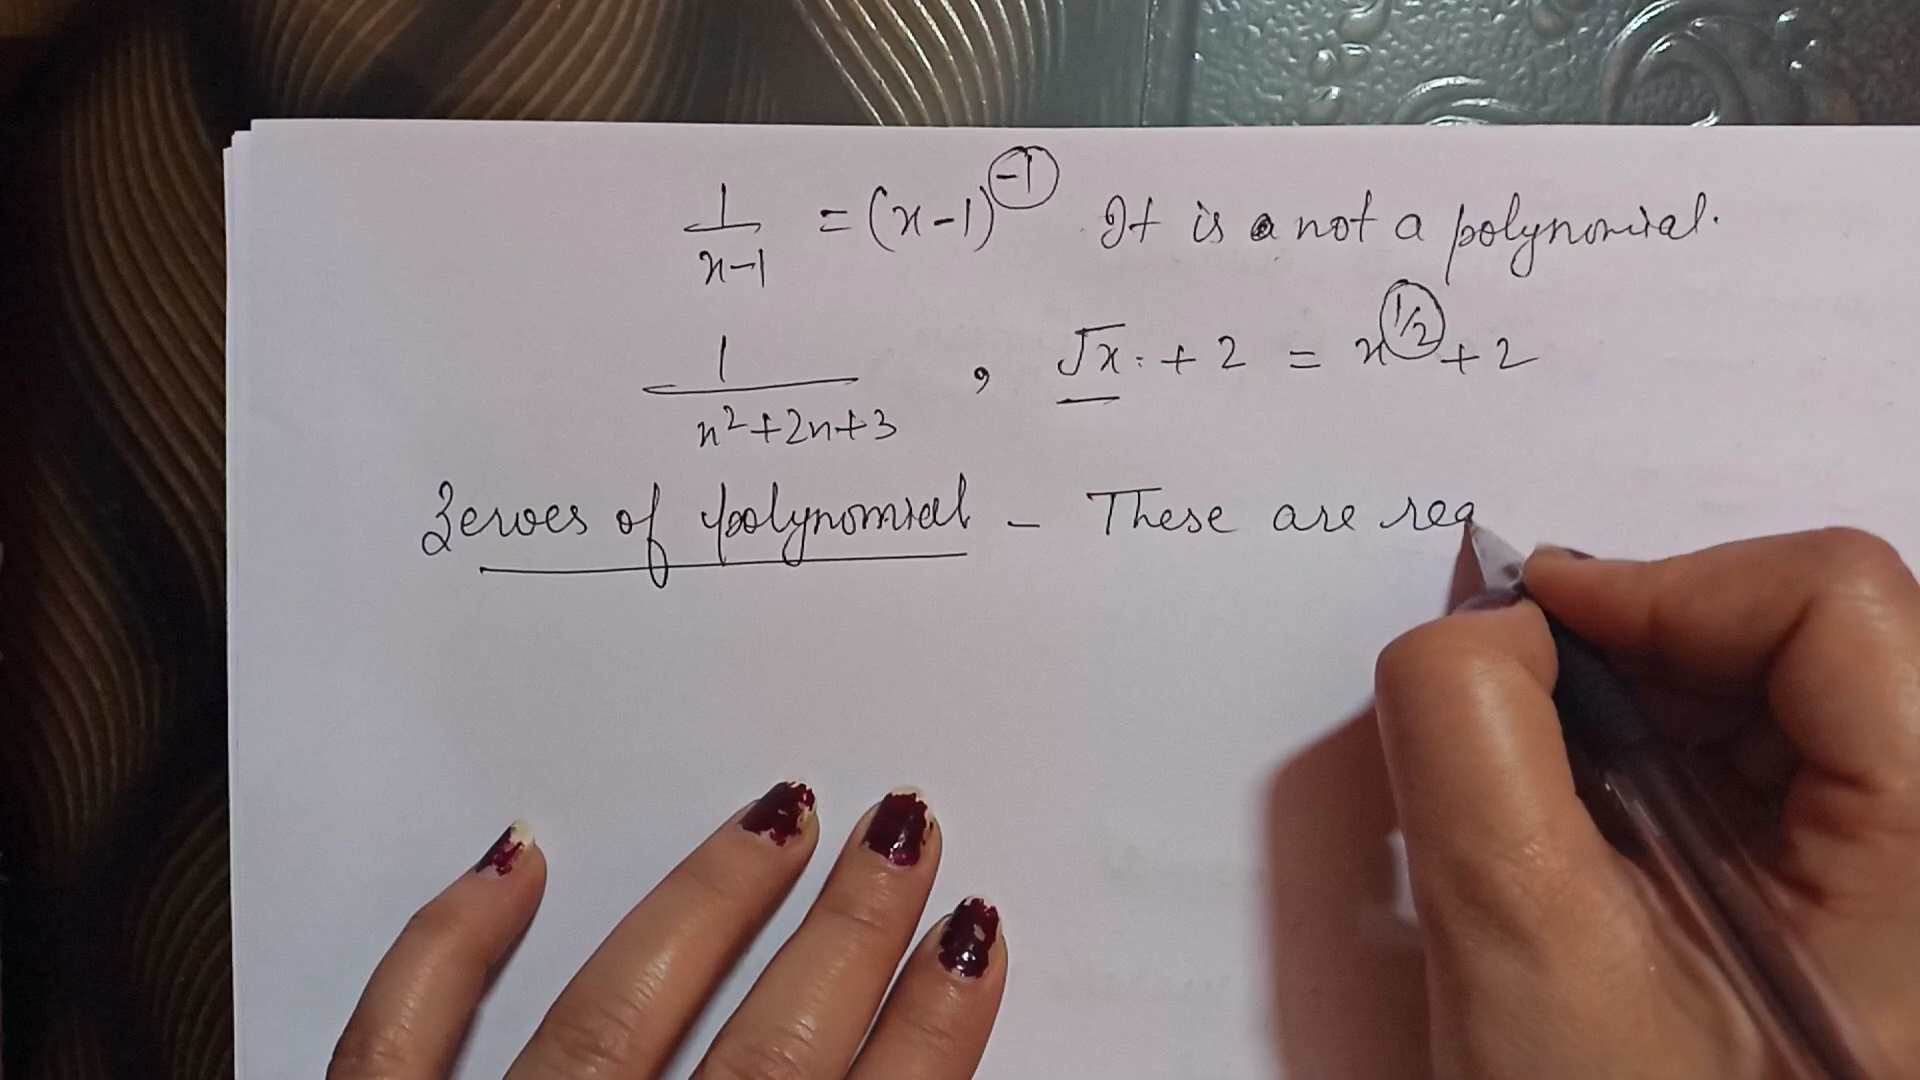 1/(x-1) = (x-1)^-1 It is a not a polynomial.
1/(x²+2x+3) , √x. + 2 = x^1/2 + 2
Zeroes of polynomial - These are rea